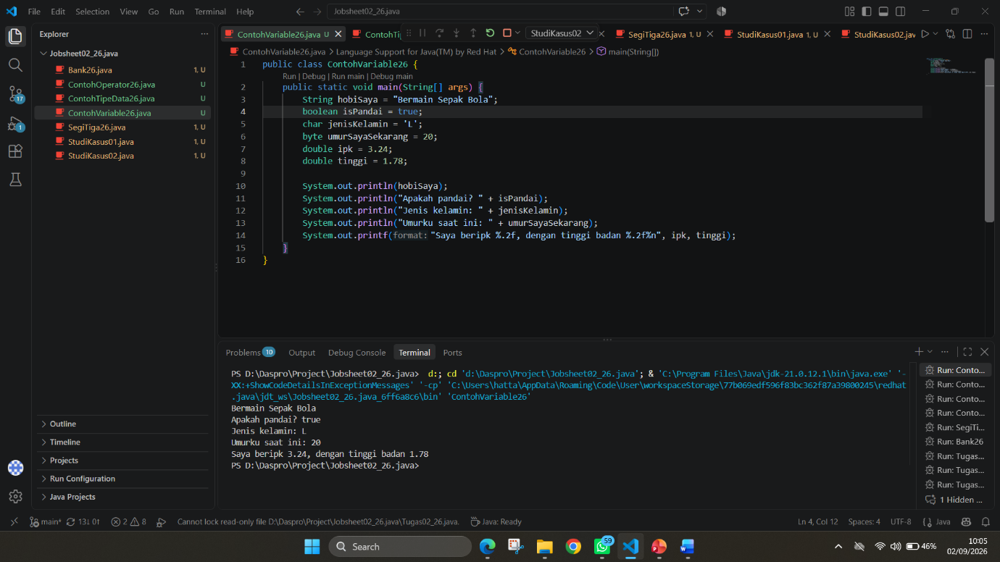 File Edit Selection View Go Run Terminal Help
Jobsheet02_26.java
Explorer
Jobsheet02_26.java
Bank26.java 1, U
ContohOperator26.java U
ContohTipeData26.java U
ContohVariable26.java U
SegiTiga26.java 1, U
StudiKasus01.java 1, U
StudiKasus02.java 1, U
17
1
Outline
Timeline
Projects
Run Configuration
Java Projects
ContohVariable26.java U ContohTi StudiKasus02 SegiTiga26.java 1, U StudiKasus01.java 1, U StudiKasus02.jav
ContohVariable26.java > Language Support for Java(TM) by Red Hat > ContohVariable26 > main(String[])
1 public class ContohVariable26 {
Run | Debug | Run main | Debug main
2 public static void main(String[] args) {
3 String hobiSaya = "Bermain Sepak Bola";
4 boolean isPandai = true;
5 char jenisKelamin = 'L';
6 byte umurSayaSekarang = 20;
7 double ipk = 3.24;
8 double tinggi = 1.78;
9
10 System.out.println(hobiSaya);
11 System.out.println("Apakah pandai? " + isPandai);
12 System.out.println("Jenis kelamin: " + jenisKelamin);
13 System.out.println("Umurku saat ini: " + umurSayaSekarang);
14 System.out.printf(format: "Saya beripk %.2f, dengan tinggi badan %.2f%n", ipk, tinggi);
15 }
16 }
Problems 10 Output Debug Console Terminal Ports
PS D:\Daspro\Project\Jobsheet02_26.java> d:; cd 'd:\Daspro\Project\Jobsheet02_26.java'; & 'C:\Program Files\Java\jdk-21.0.12.1\bin\java.exe' '-
XX:+ShowCodeDetailsInExceptionMessages' '-cp' 'C:\Users\hatta\AppData\Roaming\Code\User\workspaceStorage\77b069edf596f83bc362f87a39800245\redhat
.java\jdt_ws\Jobsheet02_26.java_6ff6a8c6\bin' 'ContohVariable26'
Bermain Sepak Bola
Apakah pandai? true
Jenis kelamin: L
Umurku saat ini: 20
Saya beripk 3.24, dengan tinggi badan 1.78
PS D:\Daspro\Project\Jobsheet02_26.java>
Run: Conto...
Run: Conto...
Run: Conto...
Run: Conto...
Run: SegiTi...
Run: Bank26
Run: Tugas...
Run: Tugas...
Run: Tugas...
1 Hidden ...
main* 13↓ 0↑ 2 8 Cannot lock read-only file D:\Daspro\Project\Jobsheet02_26.java\Tugas02_26.java. Java: Ready Ln 4, Col 12 Spaces: 4 UTF-8 {} Java
Search 59 46% 10:05
02/09/2026